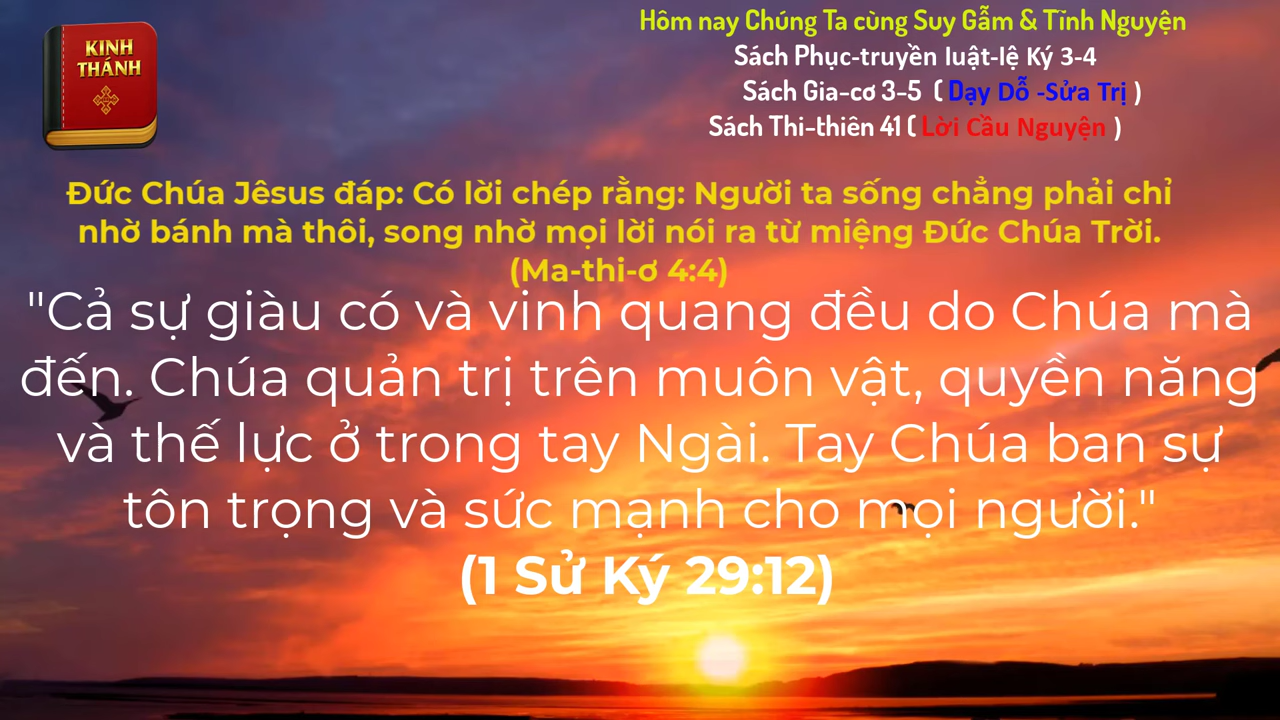 KINH
THÁNH
Hôm nay Chúng Ta cùng Suy Gẫm & Tĩnh Nguyện
Sách Phục-truyền luật-lệ Ký 3-4
Sách Gia-cơ 3-5 ( Dạy Dỗ -Sửa Trị )
Sách Thi-thiên 41 ( Lời Cầu Nguyện )
Đức Chúa Jêsus đáp: Có lời chép rằng: Người ta sống chẳng phải chỉ
nhờ bánh mà thôi, song nhờ mọi lời nói ra từ miệng Đức Chúa Trời.
(Ma-thi-ơ 4:4)
"Cả sự giàu có và vinh quang đều do Chúa mà
đến. Chúa quản trị trên muôn vật, quyền năng
và thế lực ở trong tay Ngài. Tay Chúa ban sự
tôn trọng và sức mạnh cho mọi người."
(1 Sử Ký 29:12)